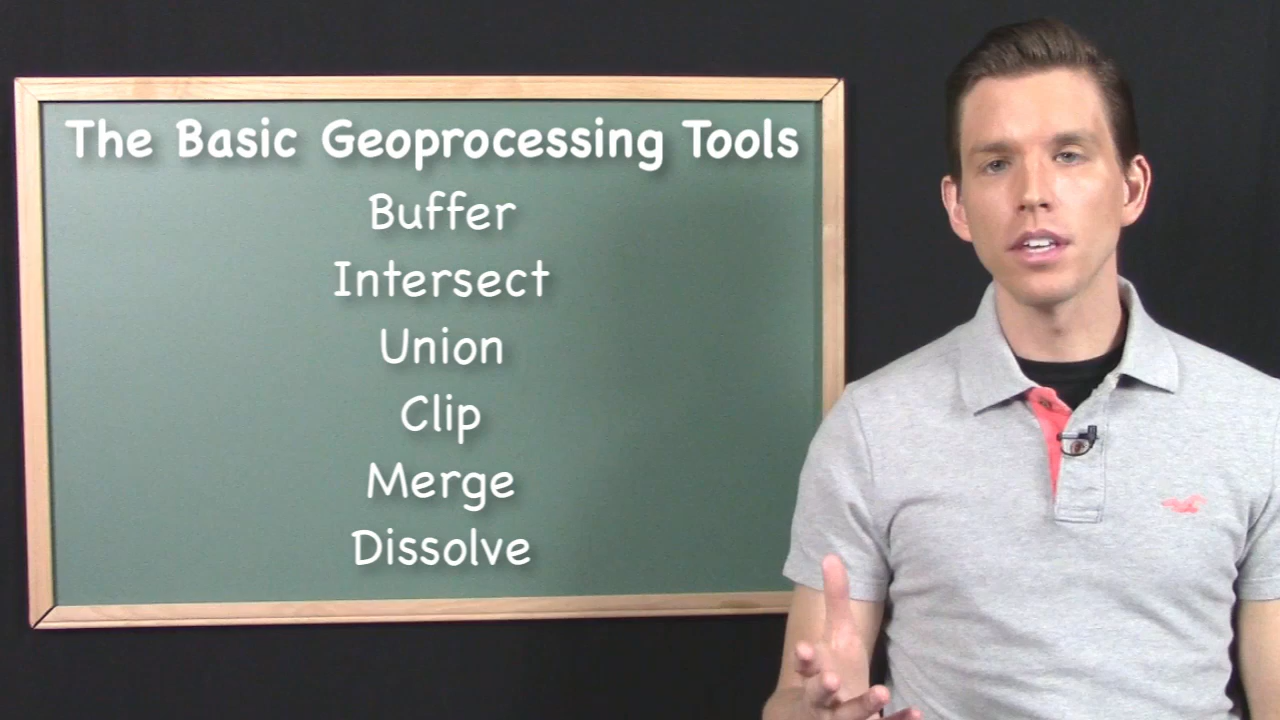 The Basic Geoprocessing Tools
Buffer
Intersect
Union
Clip
Merge
Dissolve